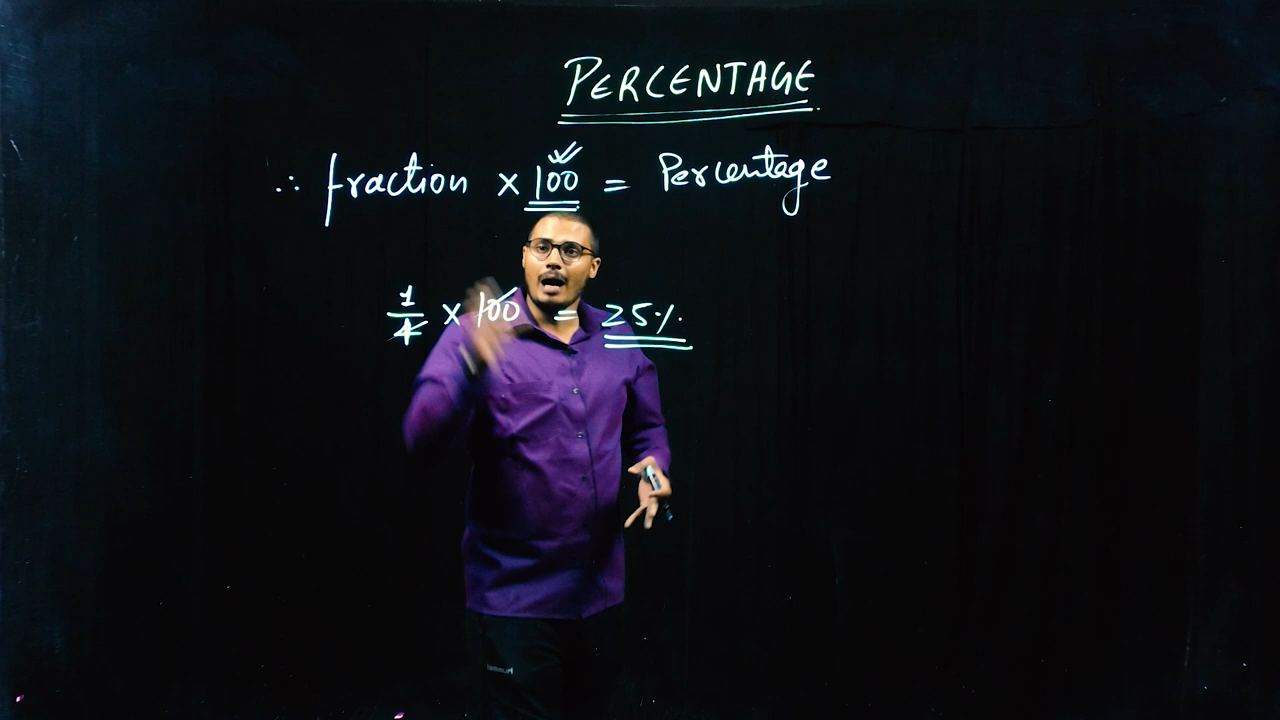 PERCENTAGE
∴ fraction × 100 = Percentage
1/4 × 100 = 25%